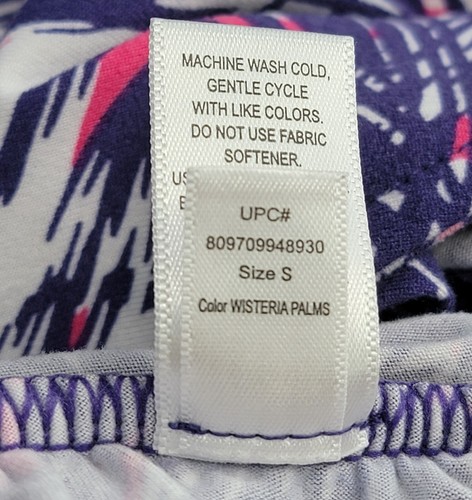 MACHINE WASH COLD,
GENTLE CYCLE
WITH LIKE COLORS.
DO NOT USE FABRIC
SOFTENER.
UPC#
809709948930
Size S
Color WISTERIA PALMS